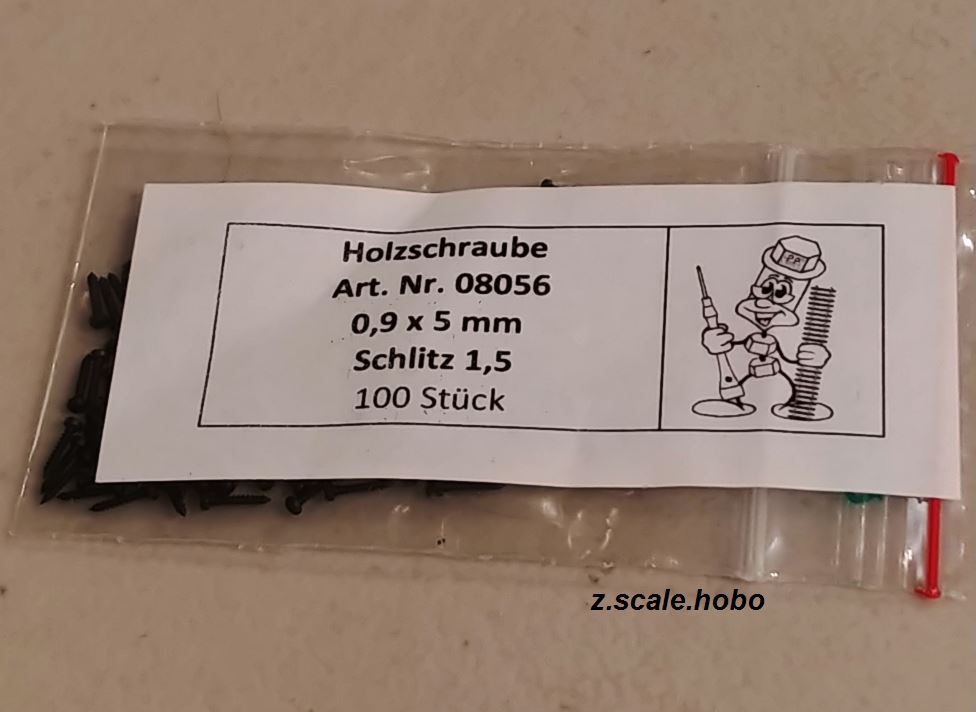 Holzschraube
Art. Nr. 08056
0,9 x 5 mm
Schlitz 1,5
100 Stück
P.P.
z.scale.hobo